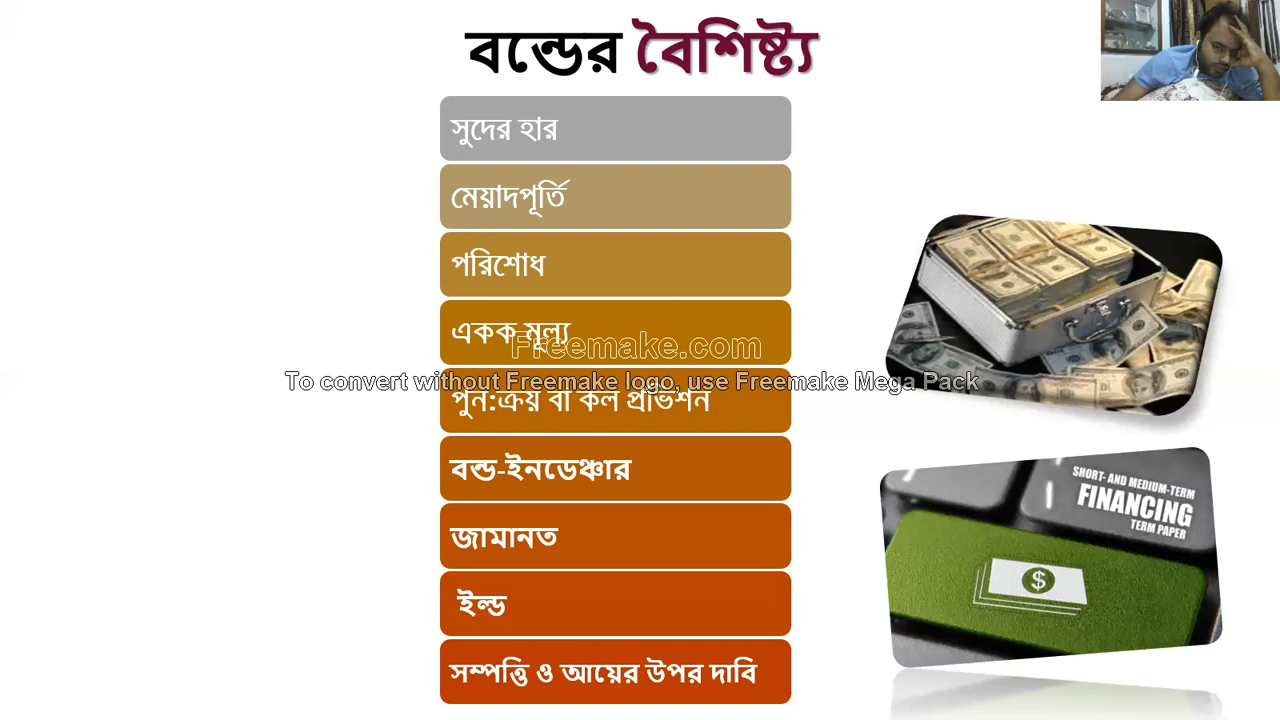 বন্ডের বৈশিষ্ট্য
সুদের হার
মেয়াদপূর্তি
পরিশোধ
একক মূল্য
Freemake.com
To convert without Freemake logo, use Freemake Mega Pack
পুন:ক্রয় বা কল প্রভিশন
বন্ড-ইনডেঞ্চার
জামানত
ইল্ড
সম্পত্তি ও আয়ের উপর দাবি
SHORT- AND MEDIUM-TERM
FINANCING
TERM PAPER